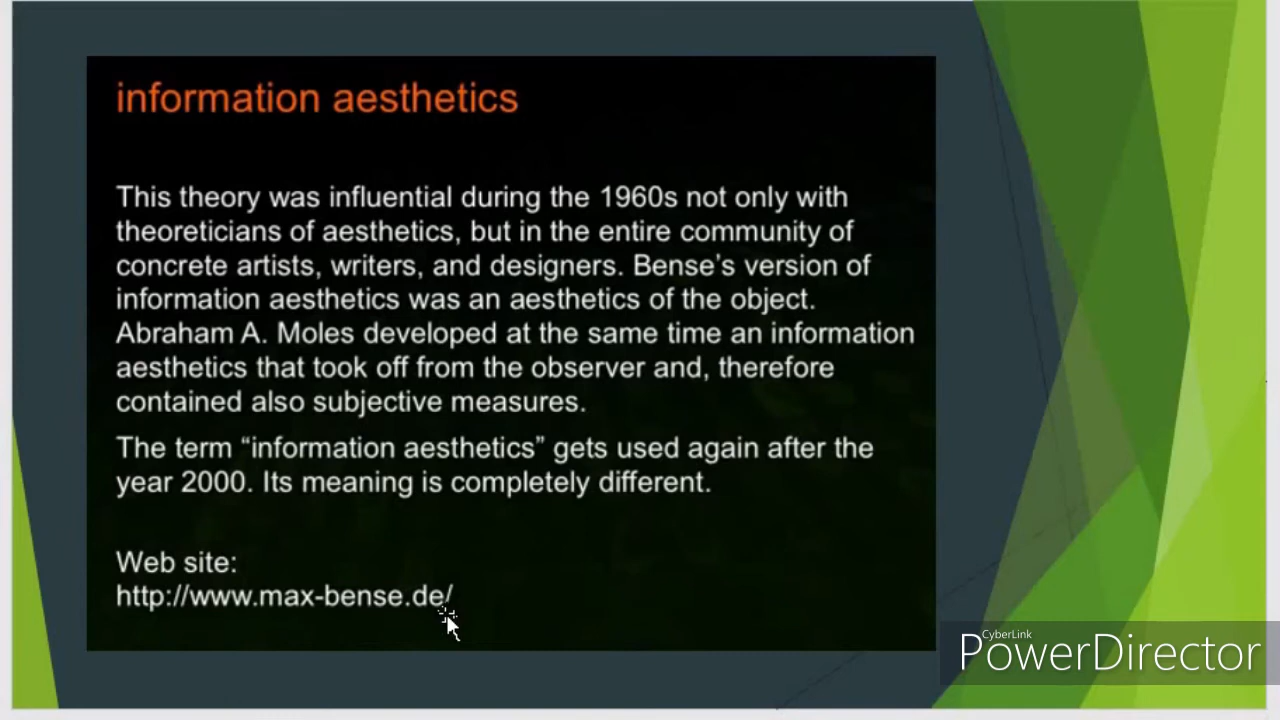 information aesthetics
This theory was influential during the 1960s not only with
theoreticians of aesthetics, but in the entire community of
concrete artists, writers, and designers. Bense’s version of
information aesthetics was an aesthetics of the object.
Abraham A. Moles developed at the same time an information
aesthetics that took off from the observer and, therefore
contained also subjective measures.
The term “information aesthetics” gets used again after the
year 2000. Its meaning is completely different.
Web site:
http://www.max-bense.de/
CyberLink
PowerDirector